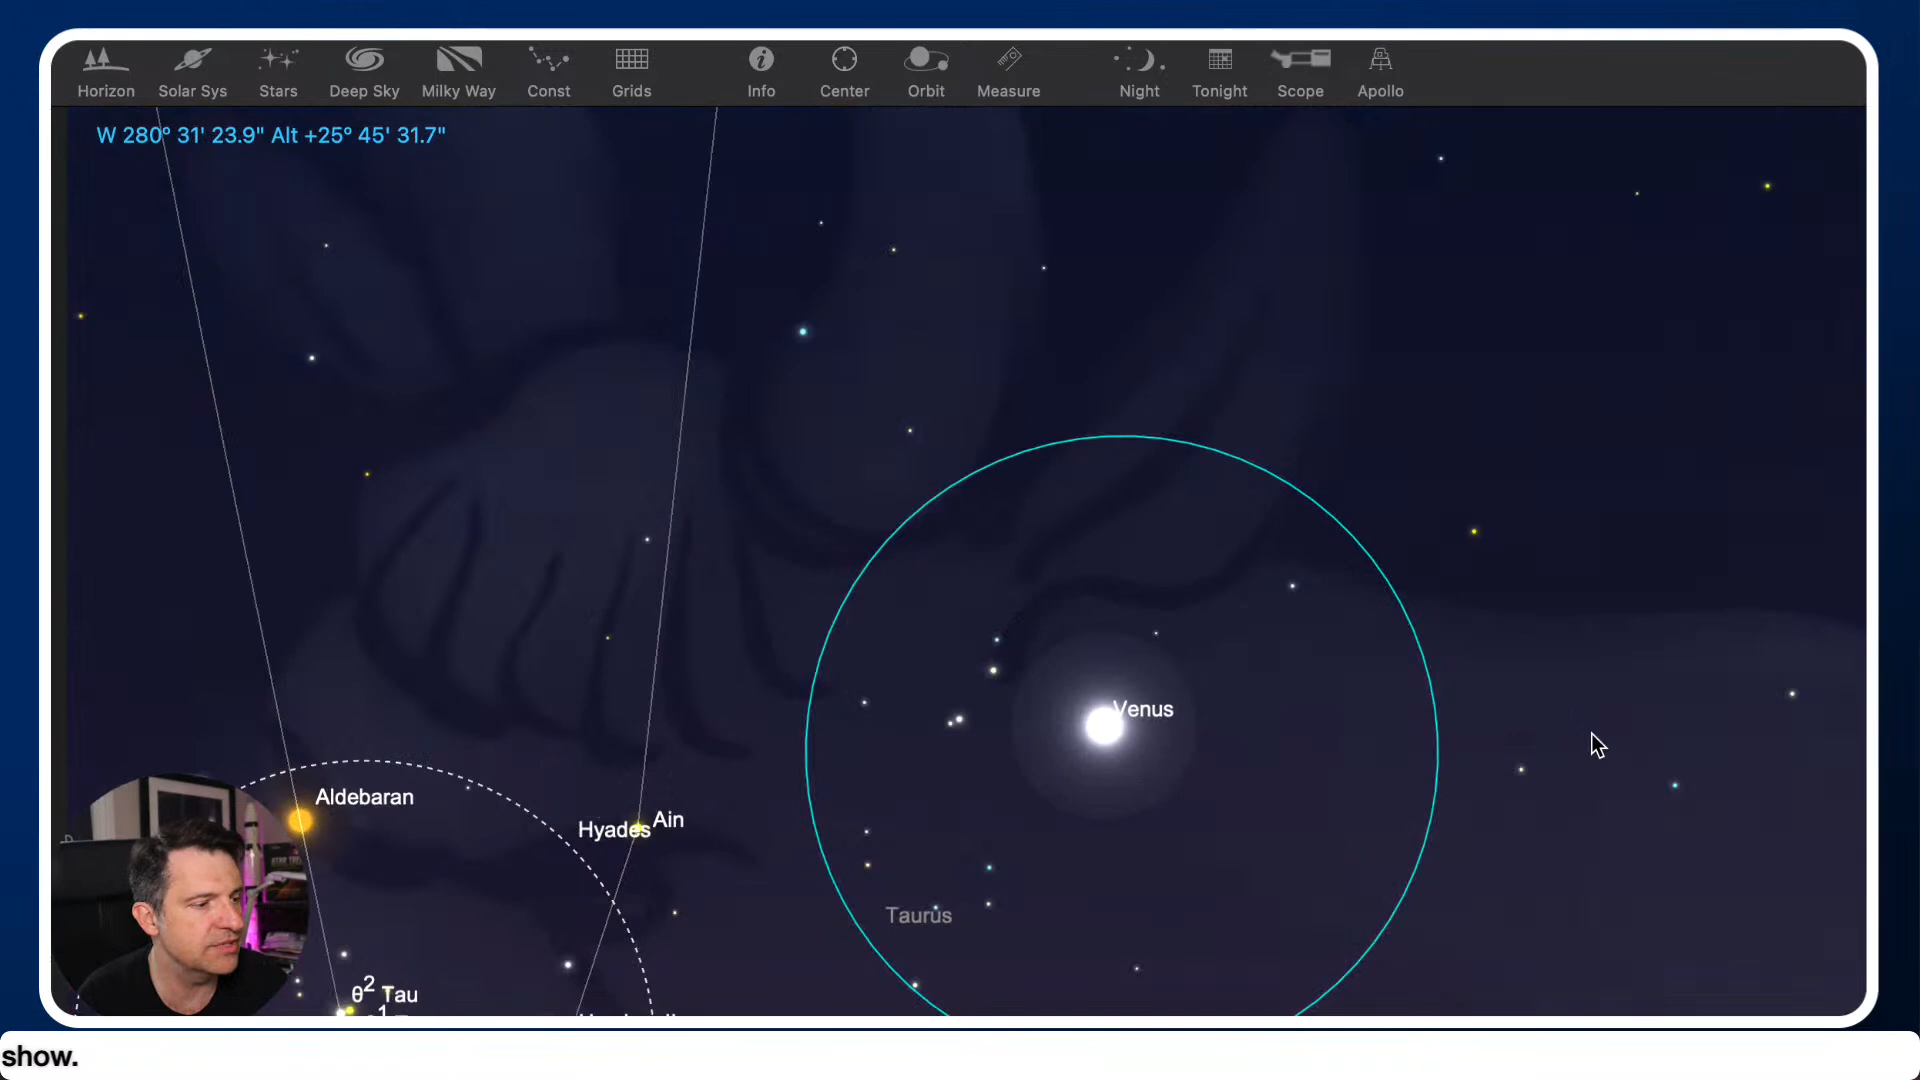 Horizon Solar Sys Stars Deep Sky Milky Way Const Grids Info Center Orbit Measure Night Tonight Scope Apollo
W 280° 31' 23.9" Alt +25° 45' 31.7"
Venus
Aldebaran
Hyades Ain
Taurus
θ² Tau
show.